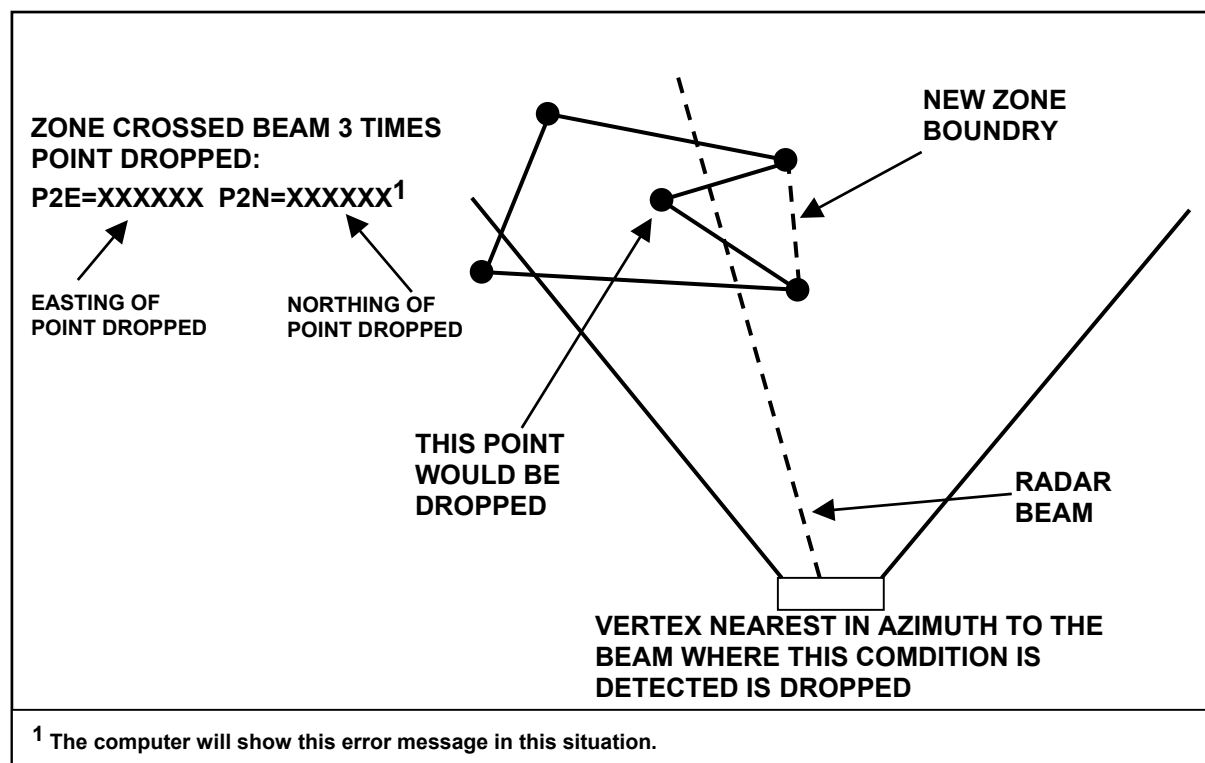 ZONE CROSSED BEAM 3 TIMES
POINT DROPPED:
P2E=XXXXXX P2N=XXXXXX1
EASTING OF
POINT DROPPED
NORTHING OF
POINT DROPPED
NEW ZONE
BOUNDRY
THIS POINT
WOULD BE
DROPPED
RADAR
BEAM
VERTEX NEAREST IN AZIMUTH TO THE
BEAM WHERE THIS COMDITION IS
DETECTED IS DROPPED
1 The computer will show this error message in this situation.